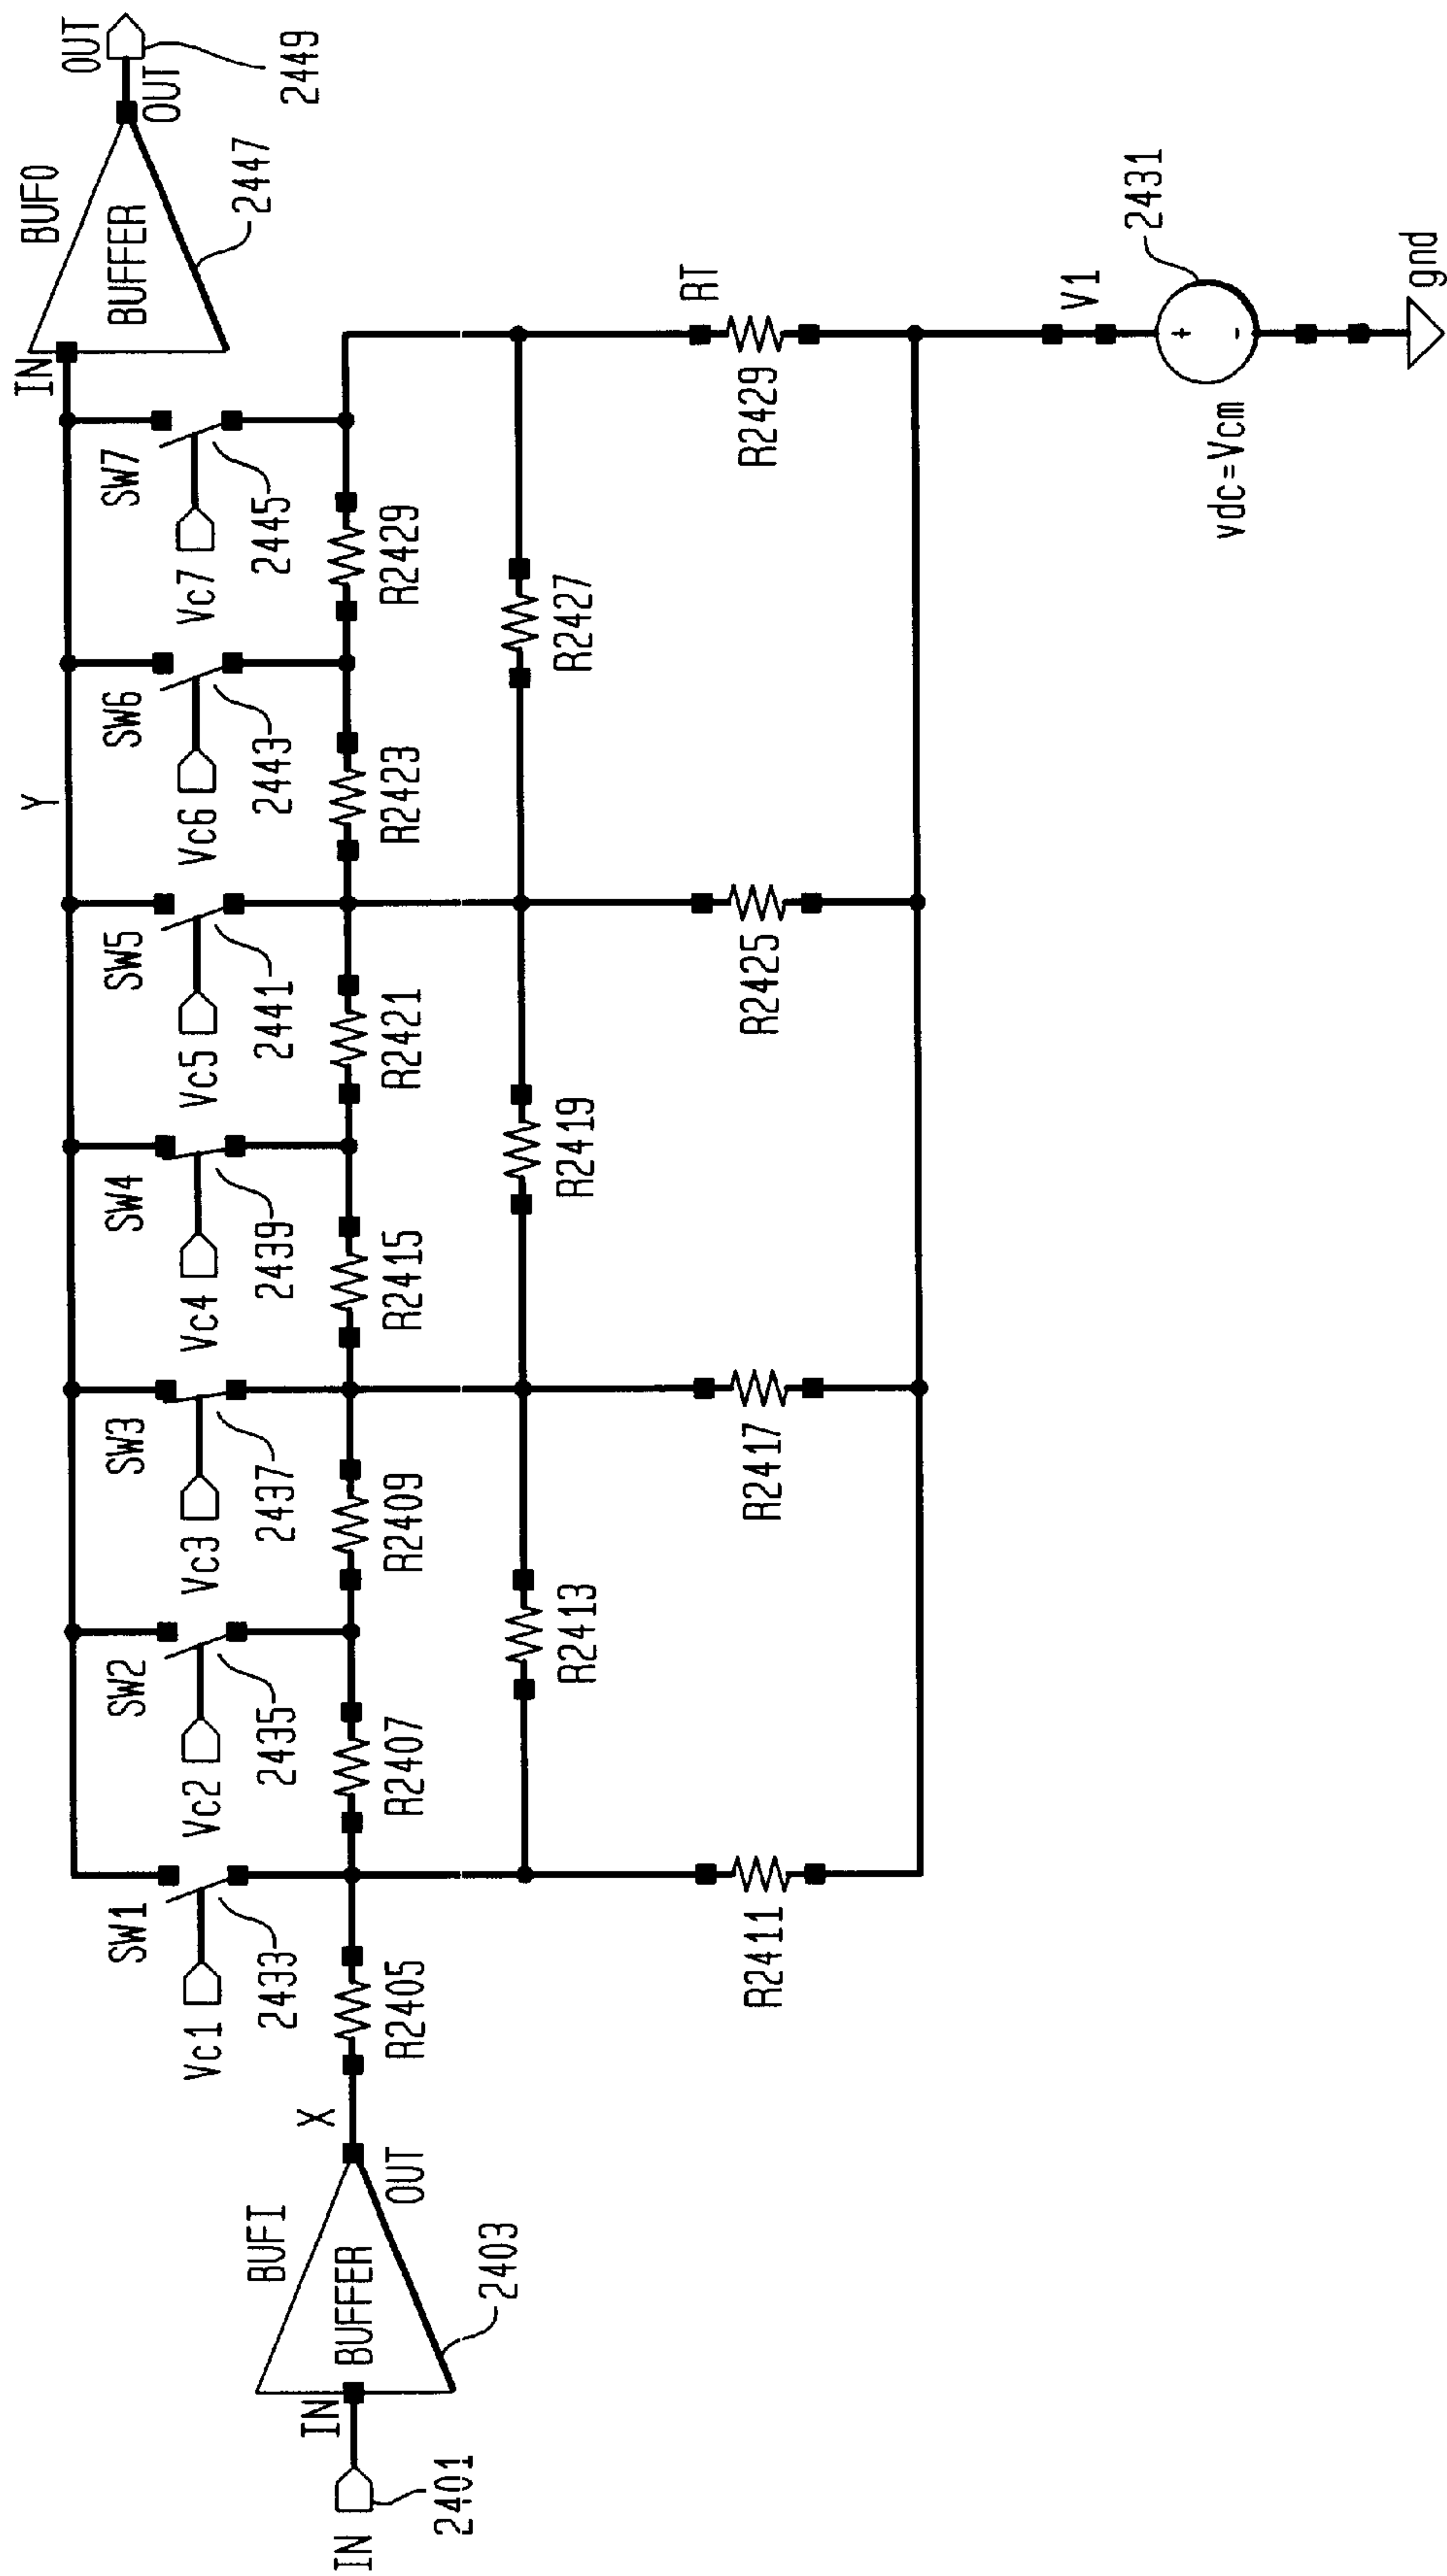 IN
2401
IN
BUFFER
BUFI
2403
OUT
X
R2405
Vc1
SW1
2433
R2407
Vc2
SW2
2435
R2409
Vc3
SW3
2437
R2415
Vc4
SW4
2439
R2421
Vc5
SW5
2441
R2423
Vc6
SW6
2443
R2429
Vc7
SW7
2445
Y
IN
BUFFER
BUFO
2447
OUT
OUT
2449
R2413
R2419
R2427
R2411
R2417
R2425
R2429
RT
V1
2431
+
-
vdc=Vcm
gnd